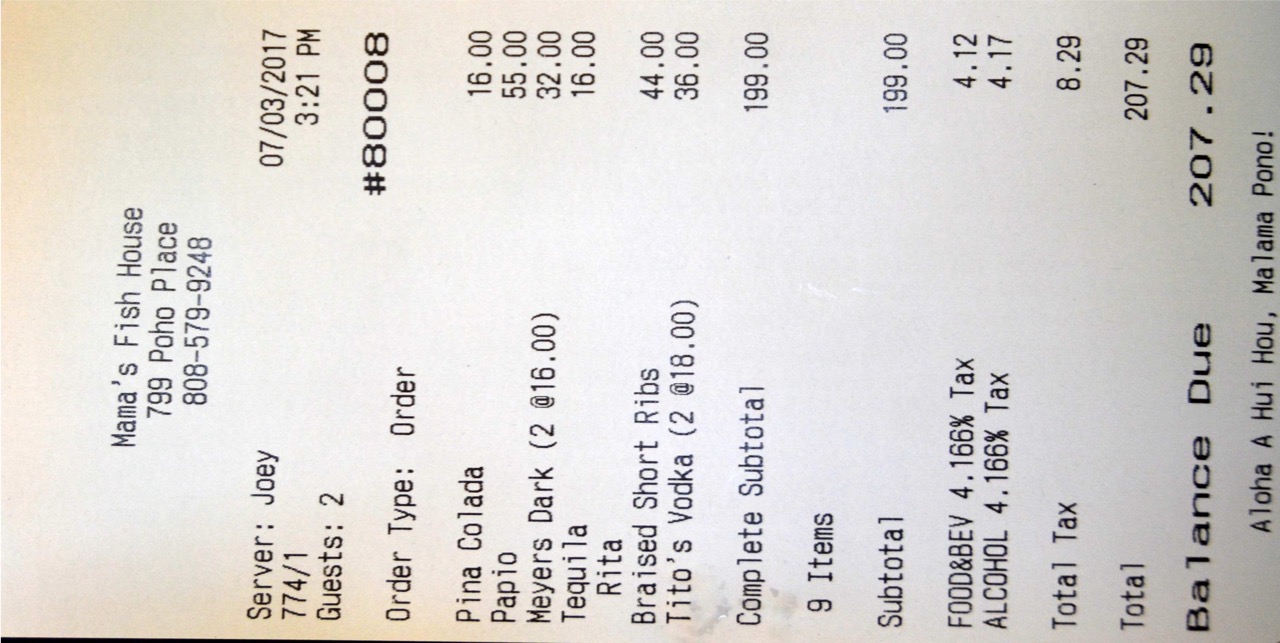 Mama's Fish House
799 Poho Place
808-579-9248
Server: Joey 07/03/2017
774/1 3:21 PM
Guests: 2
#80008
Order Type: Order
Pina Colada 16.00
Papio 55.00
Meyers Dark (2 @16.00) 32.00
Tequila 16.00
Rita
Braised Short Ribs 44.00
Tito's Vodka (2 @18.00) 36.00
Complete Subtotal 199.00
9 Items
Subtotal 199.00
FOOD&BEV 4.166% Tax 4.12
ALCOHOL 4.166% Tax 4.17
Total Tax 8.29
Total 207.29
Balance Due 207.29
Aloha A Hui Hou, Malama Pono!